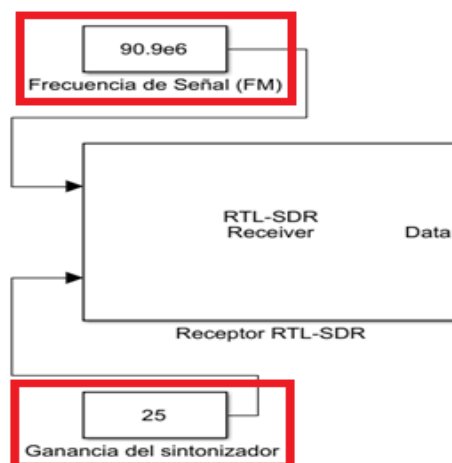 90.9e6
Frecuencia de Señal (FM)
RTL-SDR
Receiver
Data
Receptor RTL-SDR
25
Ganancia del sintonizador